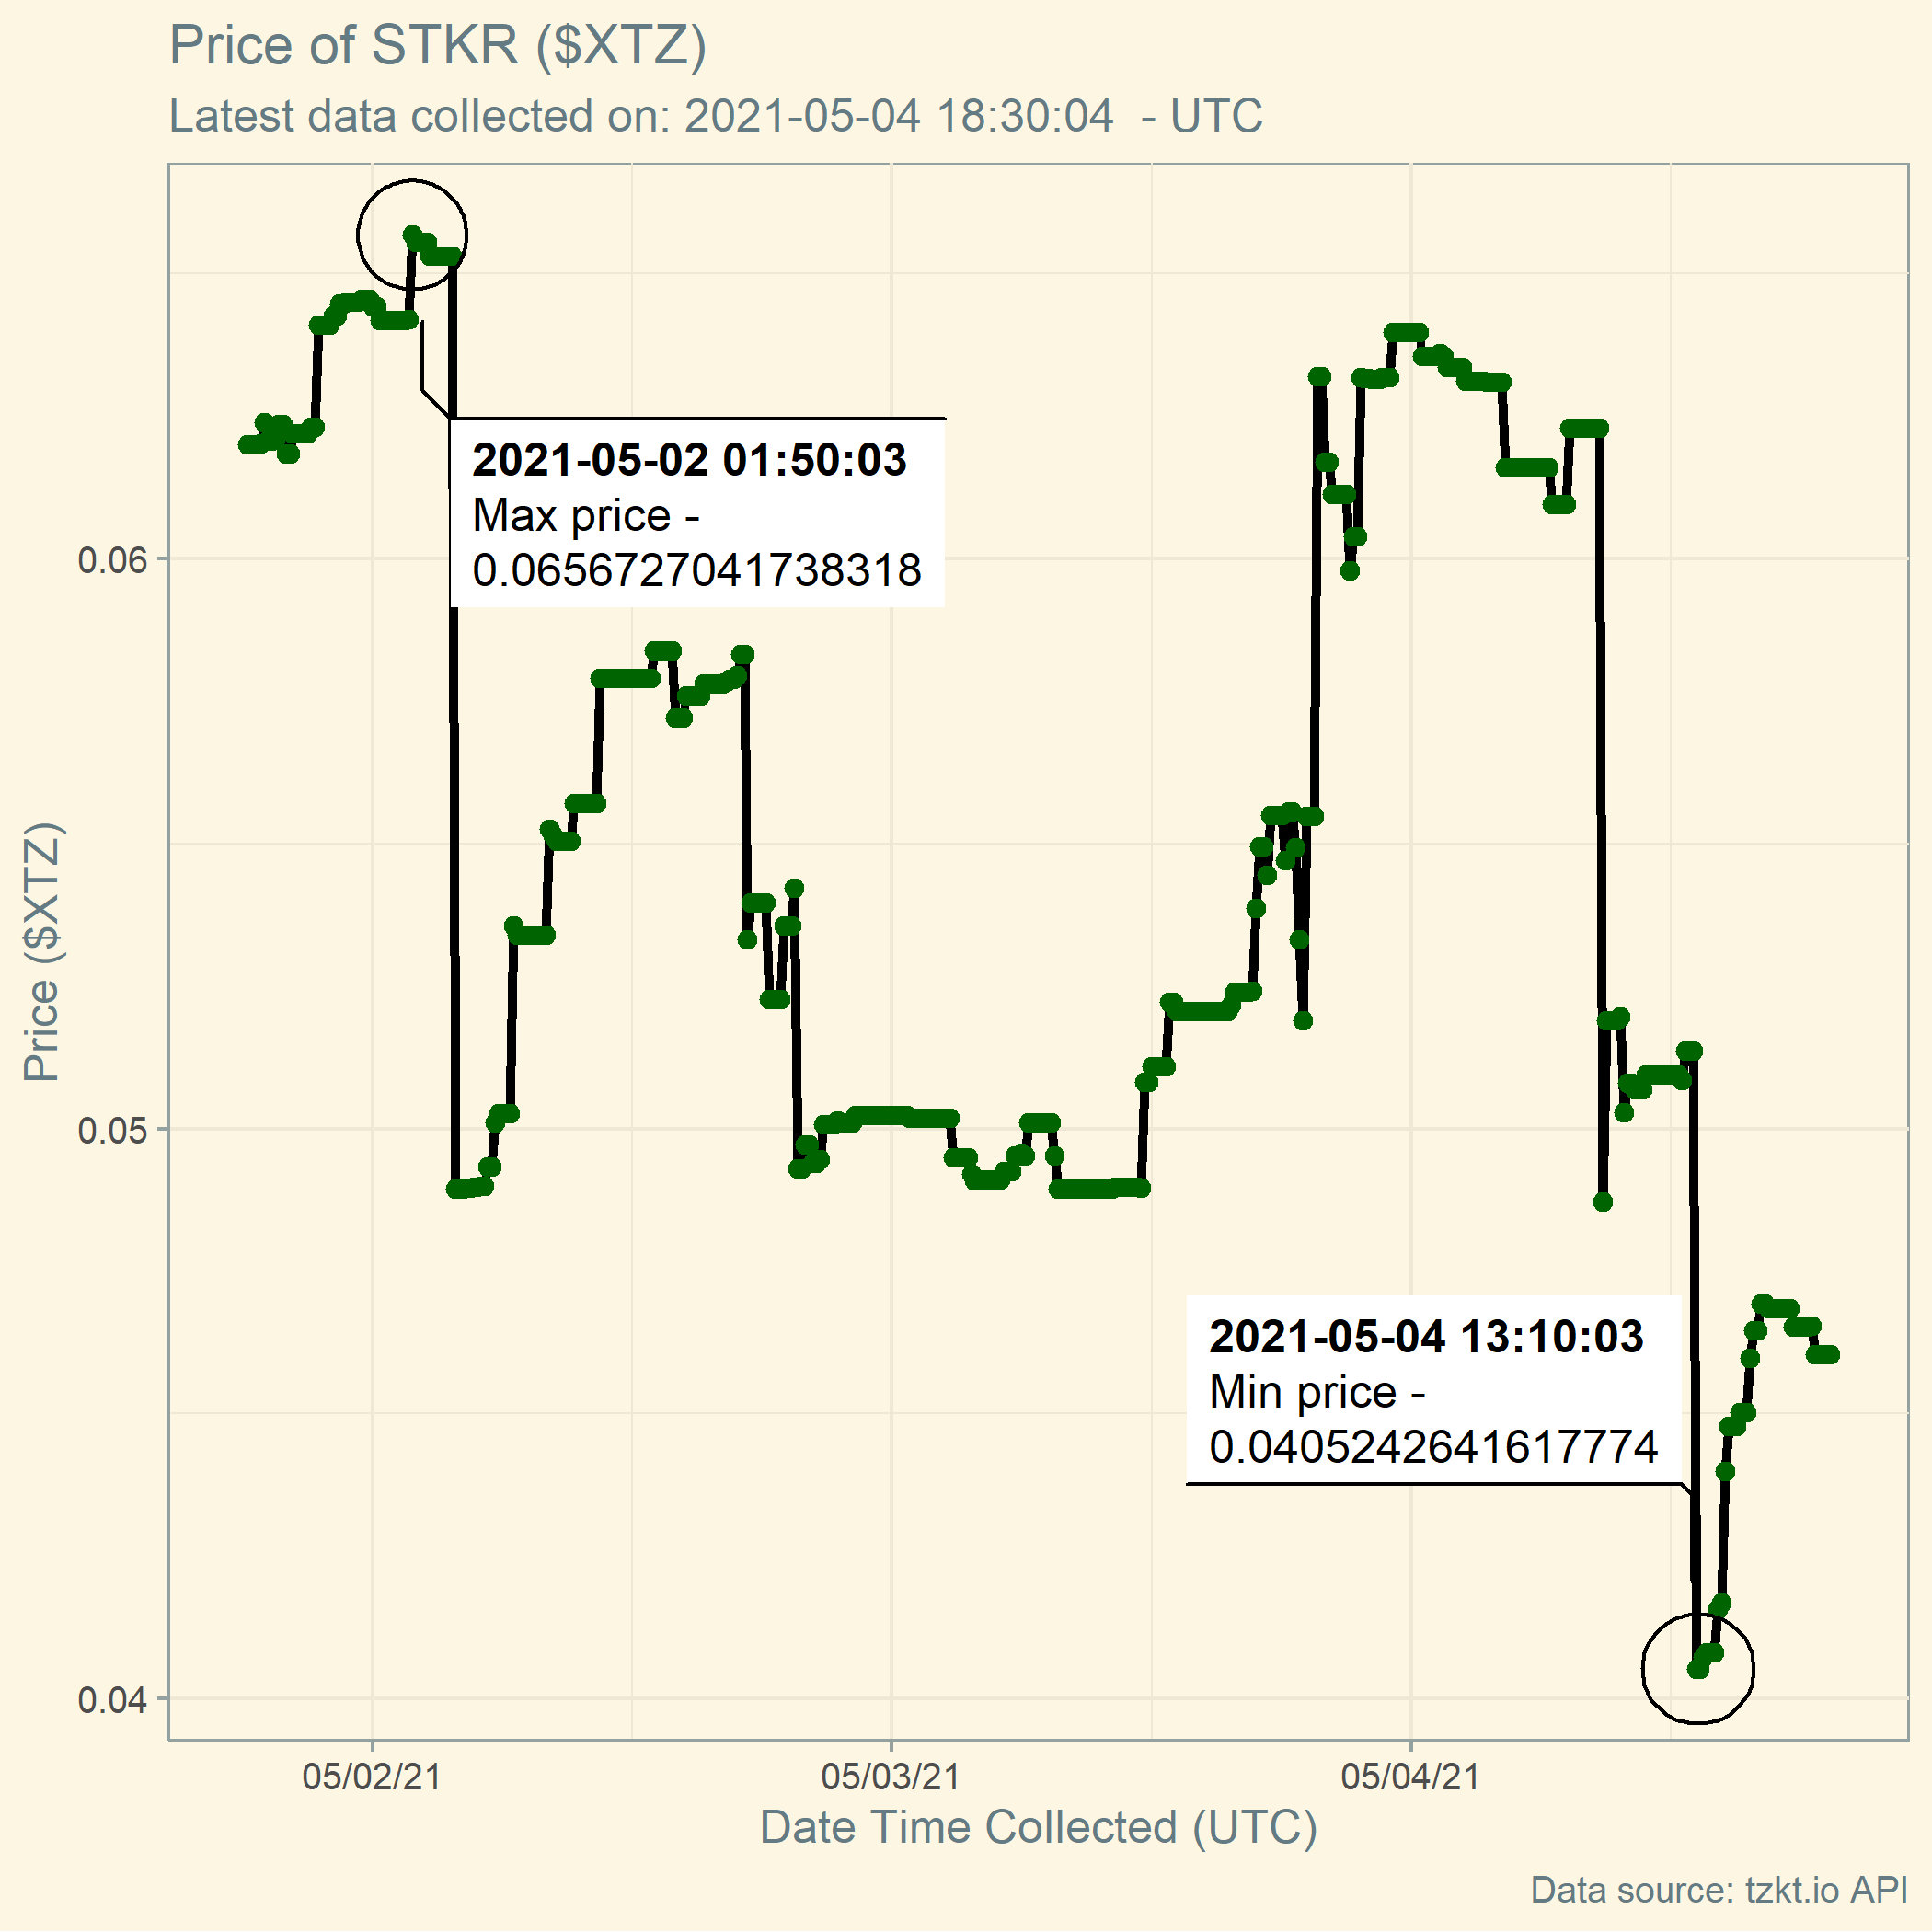 Price of STKR ($XTZ)
Latest data collected on: 2021-05-04 18:30:04  - UTC
2021-05-02 01:50:03
Max price -
0.0656727041738318
0.06
Price ($XTZ)
0.05
2021-05-04 13:10:03
Min price -
0.0405242641617774
0.04
05/02/21
05/03/21
05/04/21
Date Time Collected (UTC)
Data source: tzkt.io API